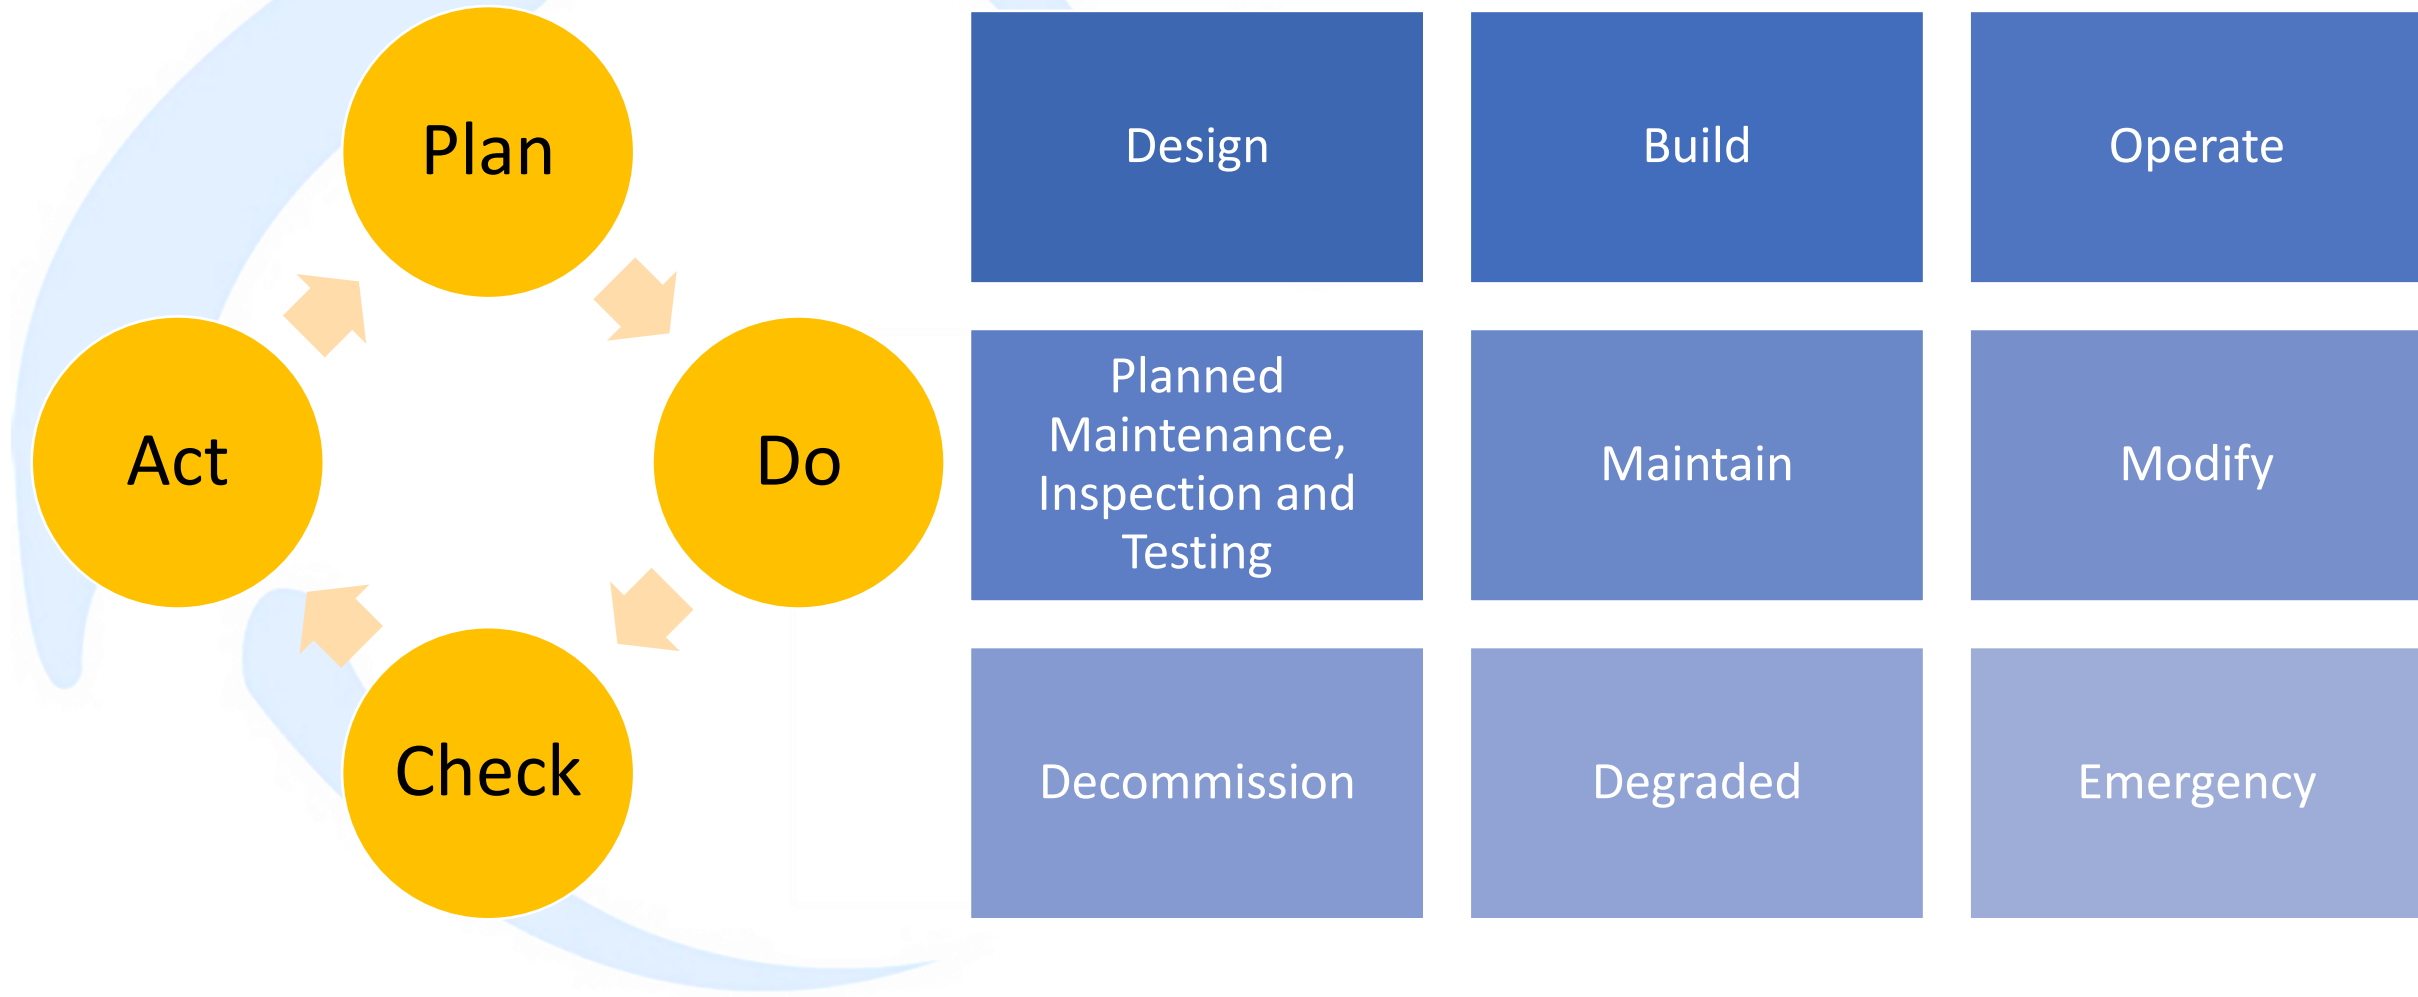 Plan
Do
Check
Act
Design
Build
Operate
Planned
Maintenance,
Inspection and
Testing
Maintain
Modify
Decommission
Degraded
Emergency